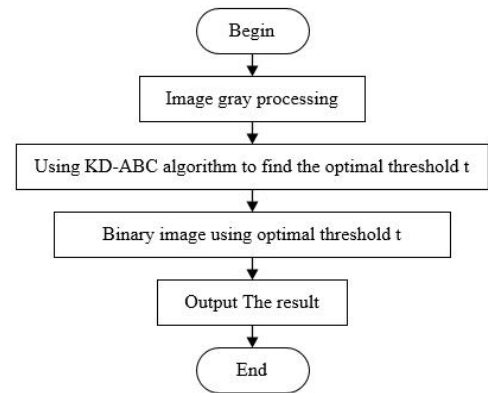 Begin
Image gray processing
Using KD-ABC algorithm to find the optimal threshold t
Binary image using optimal threshold t
Output The result
End